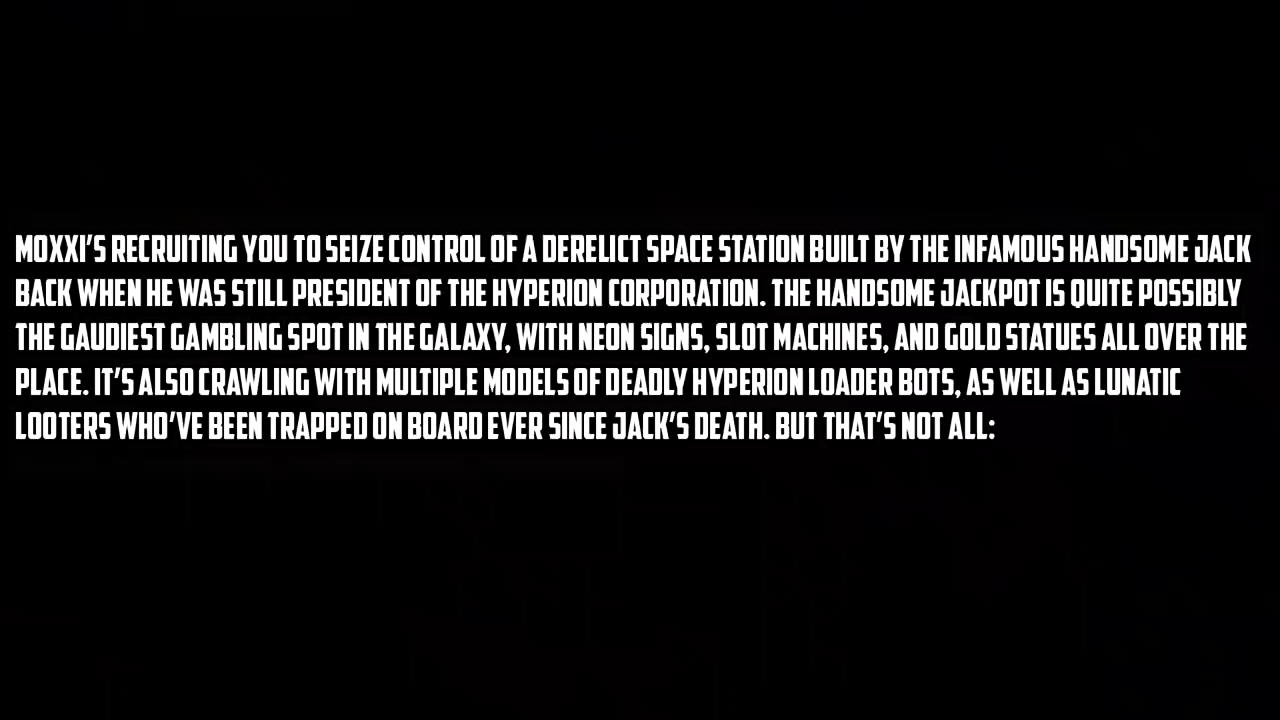 MOXXI'S RECRUITING YOU TO SEIZE CONTROL OF A DERELICT SPACE STATION BUILT BY THE INFAMOUS HANDSOME JACK
BACK WHEN HE WAS STILL PRESIDENT OF THE HYPERION CORPORATION. THE HANDSOME JACKPOT IS QUITE POSSIBLY
THE GAUDIEST GAMBLING SPOT IN THE GALAXY, WITH NEON SIGNS, SLOT MACHINES, AND GOLD STATUES ALL OVER THE
PLACE. IT'S ALSO CRAWLING WITH MULTIPLE MODELS OF DEADLY HYPERION LOADER BOTS, AS WELL AS LUNATIC
LOOTERS WHO'VE BEEN TRAPPED ON BOARD EVER SINCE JACK'S DEATH. BUT THAT'S NOT ALL: